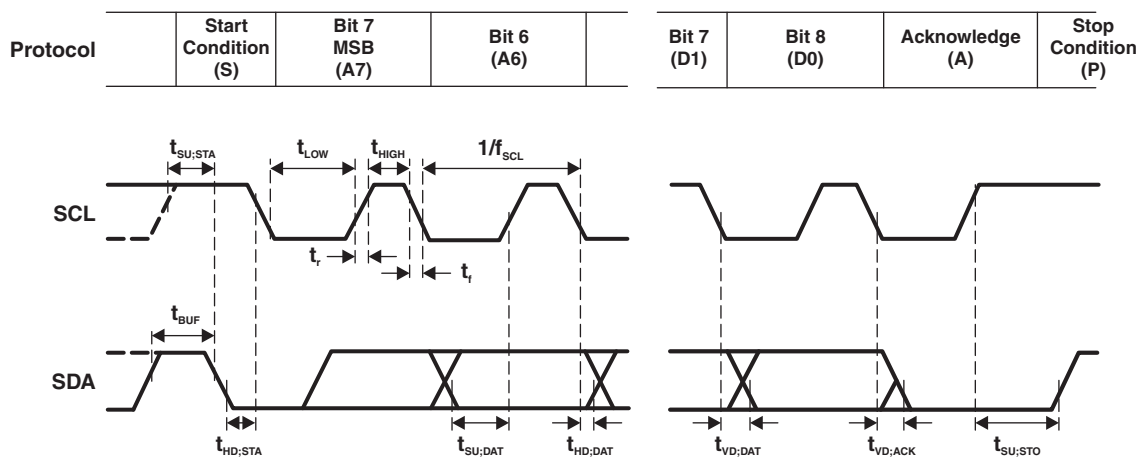 Protocol
Start
Condition
(S)
Bit 7
MSB
(A7)
Bit 6
(A6)
Bit 7
(D1)
Bit 8
(D0)
Acknowledge
(A)
Stop
Condition
(P)
tSU;STA
tLOW
tHIGH
1/fSCL
SCL
tr
tf
tBUF
SDA
tHD;STA
tSU;DAT
tHD;DAT
tVD;DAT
tVD;ACK
tSU;STO